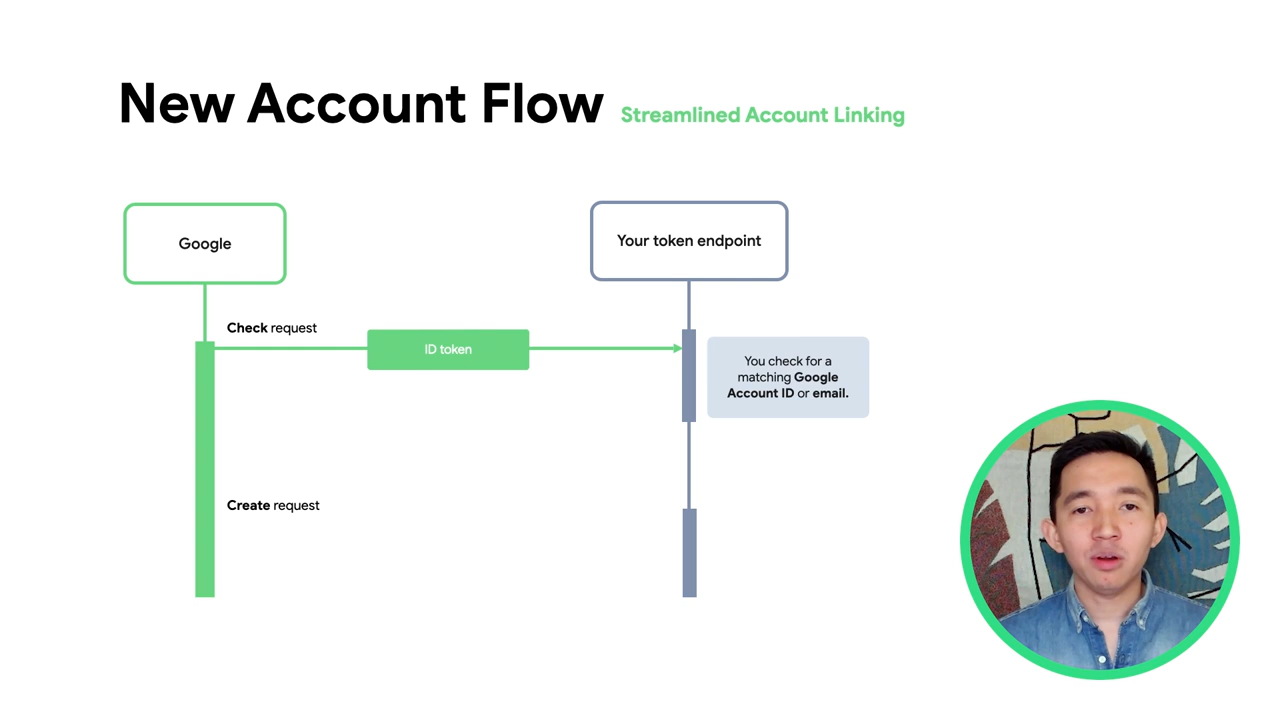 New Account Flow Streamlined Account Linking
Google
Your token endpoint
Check request
ID token
You check for a
matching Google
Account ID or email.
Create request